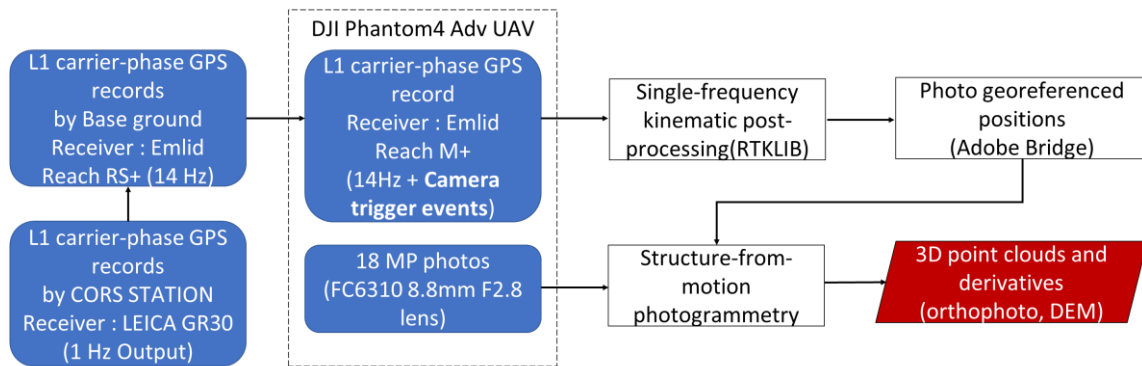 DJI Phantom4 Adv UAV
L1 carrier-phase GPS
records
by Base ground
Receiver : Emlid
Reach RS+ (14 Hz)
L1 carrier-phase GPS
records
by CORS STATION
Receiver : LEICA GR30
(1 Hz Output)
L1 carrier-phase GPS
record
Receiver : Emlid
Reach M+
(14Hz + Camera
trigger events)
18 MP photos
(FC6310 8.8mm F2.8
lens)
Single-frequency
kinematic post-
processing(RTKLIB)
Photo georeferenced
positions
(Adobe Bridge)
Structure-from-
motion
photogrammetry
3D point clouds and
derivatives
(orthophoto, DEM)